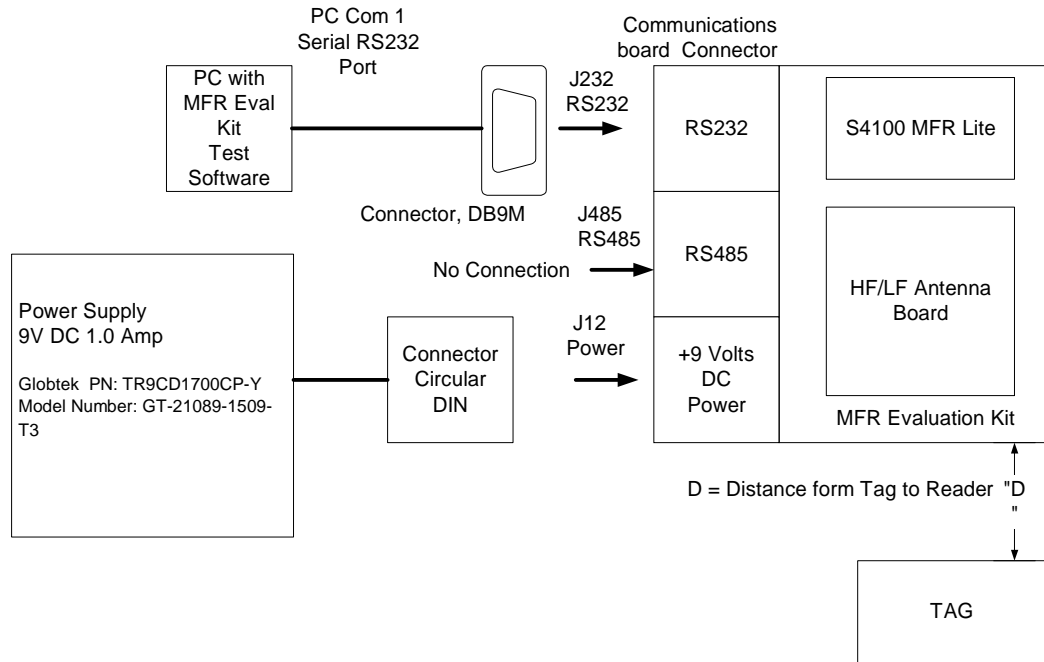 PC Com 1
Serial RS232
Port
Communications
board Connector
PC with
MFR Eval
Kit
Test
Software
J232
RS232
RS232
S4100 MFR Lite
Connector, DB9M
J485
RS485
No Connection
RS485
HF/LF Antenna
Board
Power Supply
9V DC 1.0 Amp
Globtek PN: TR9CD1700CP-Y
Model Number: GT-21089-1509-
T3
Connector
Circular
DIN
J12
Power
+9 Volts
DC
Power
MFR Evaluation Kit
D = Distance form Tag to Reader "D
"
TAG